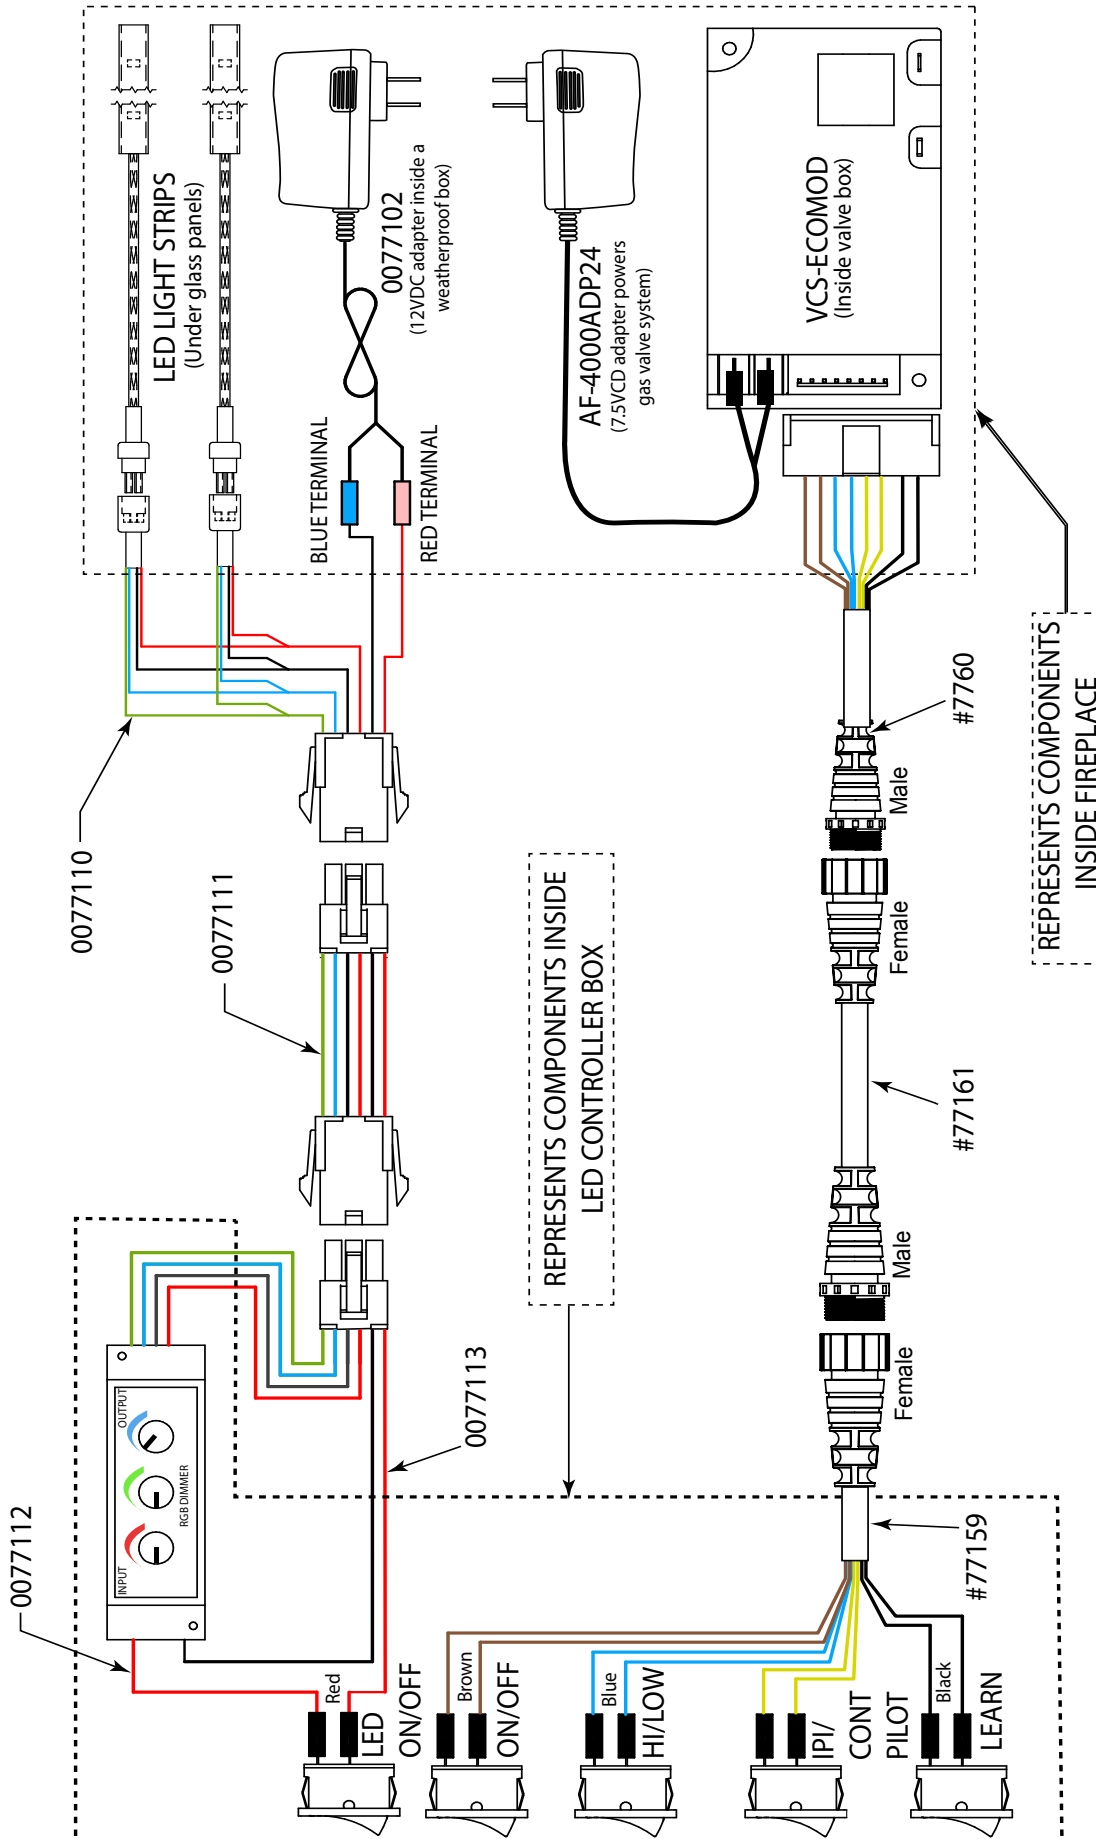 LED LIGHT STRIPS
(Under glass panels)
0077102
(12VDC adapter inside a
weatherproof box)
AF-4000ADP24
(7.5VCD adapter powers
gas valve system)
VCS-ECOMOD
(Inside valve box)
BLUE TERMINAL
RED TERMINAL
0077110
0077111
#7760
REPRESENTS COMPONENTS
INSIDE FIREPLACE
Male
Female
REPRESENTS COMPONENTS INSIDE
LED CONTROLLER BOX
#77161
Male
Female
0077112
INPUT
OUTPUT
RGB DIMMER
0077113
#77159
Red
LED
ON/OFF
Brown
ON/OFF
Blue
HI/LOW
IPI/
CONT
PILOT
Black
LEARN